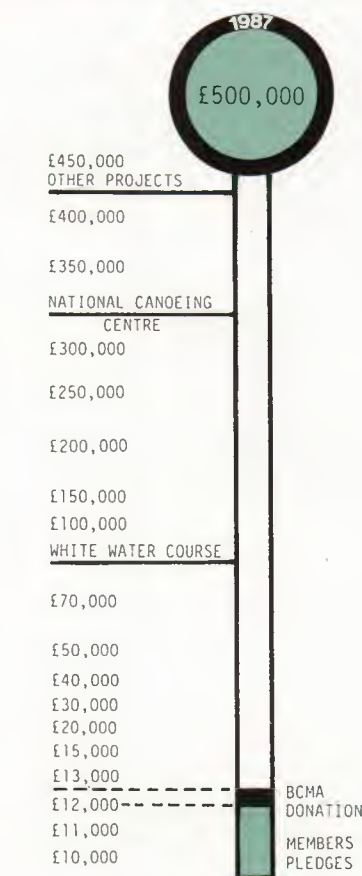 1987
£500,000
£450,000
OTHER PROJECTS
£400,000
£350,000
NATIONAL CANOEING
CENTRE
£300,000
£250,000
£200,000
£150,000
£100,000
WHITE WATER COURSE
£70,000
£50,000
£40,000
£30,000
£20,000
£15,000
£13,000
£12,000
£11,000
£10,000
BCMA
DONATION
MEMBERS
PLEDGES